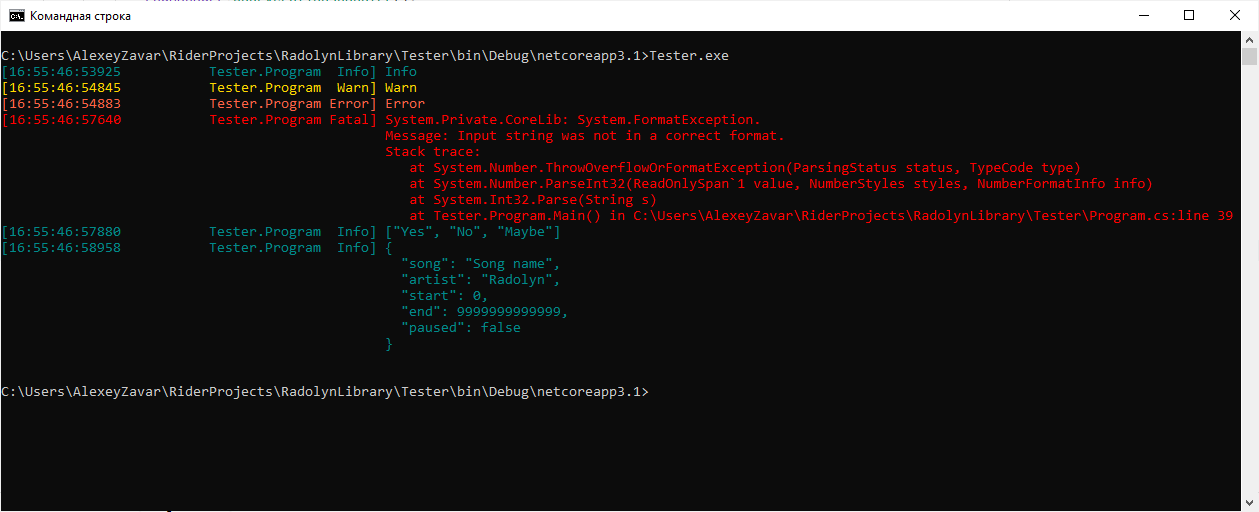 Командная строка
C:\Users\AlexeyZavar\RiderProjects\RadolynLibrary\Tester\bin\Debug\netcoreapp3.1>Tester.exe
[16:55:46:53925           Tester.Program  Info] Info
[16:55:46:54845           Tester.Program  Warn] Warn
[16:55:46:54883           Tester.Program Error] Error
[16:55:46:57640           Tester.Program Fatal] System.Private.CoreLib: System.FormatException.
Message: Input string was not in a correct format.
Stack trace:
at System.Number.ThrowOverflowOrFormatException(ParsingStatus status, TypeCode type)
at System.Number.ParseInt32(ReadOnlySpan`1 value, NumberStyles styles, NumberFormatInfo info)
at System.Int32.Parse(String s)
at Tester.Program.Main() in C:\Users\AlexeyZavar\RiderProjects\RadolynLibrary\Tester\Program.cs:line 39
[16:55:46:57880           Tester.Program  Info] ["Yes", "No", "Maybe"]
[16:55:46:58958           Tester.Program  Info] {
"song": "Song name",
"artist": "Radolyn",
"start": 0,
"end": 9999999999999,
"paused": false
}
C:\Users\AlexeyZavar\RiderProjects\RadolynLibrary\Tester\bin\Debug\netcoreapp3.1>